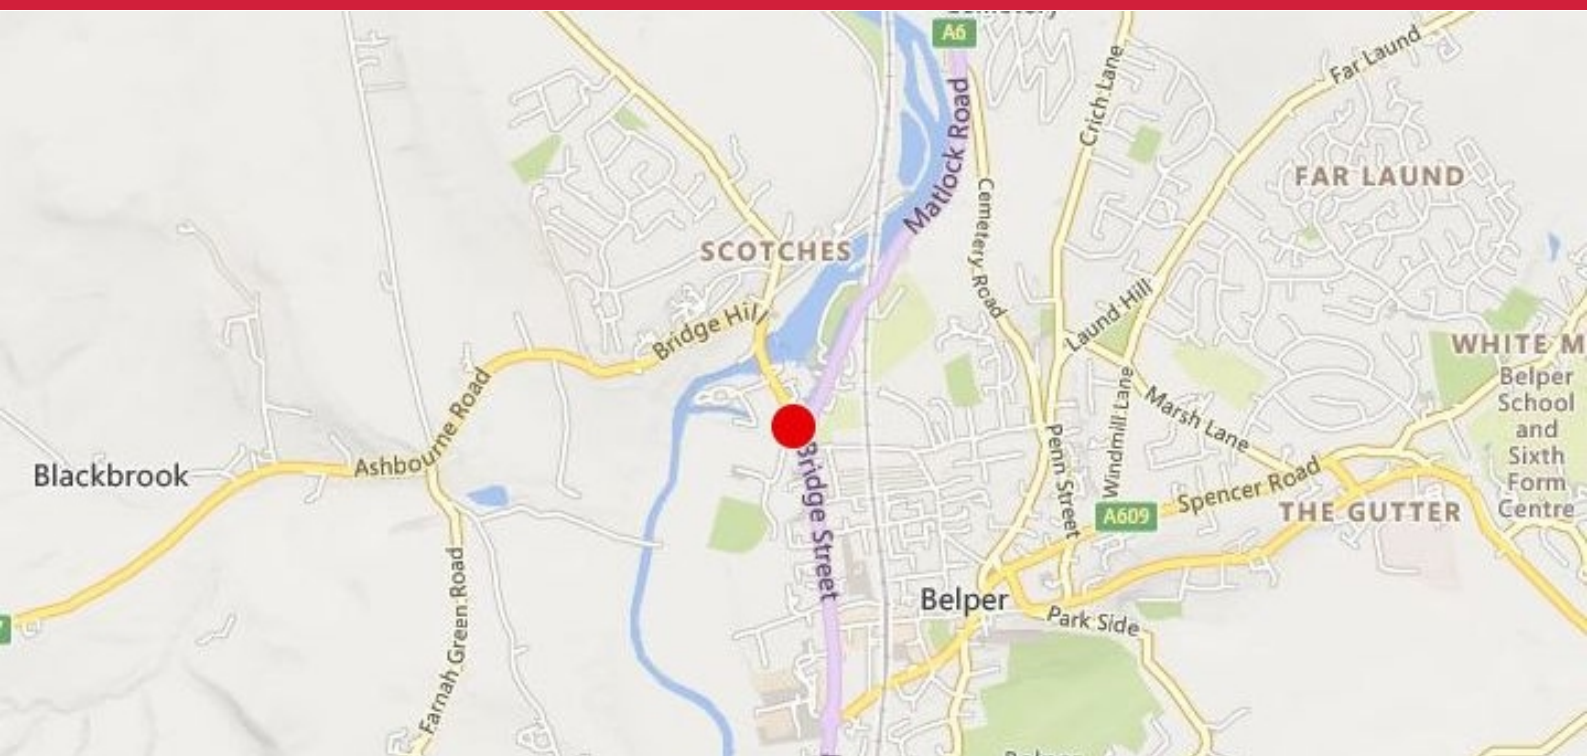 A6
Crich Lane
Far Laund
Matlock Road
FAR LAUND
Cemetery Road
SCOTCHES
Laund Hill
Bridge Hill
WHITE M
Belper
School
and
Sixth
Form
Centre
Ashbourne Road
Windmill Lane
Marsh Lane
Blackbrook
Bridge Street
Penn Street
Spencer Road
A609
THE GUTTER
Farnah Green Road
Belper
Park Side